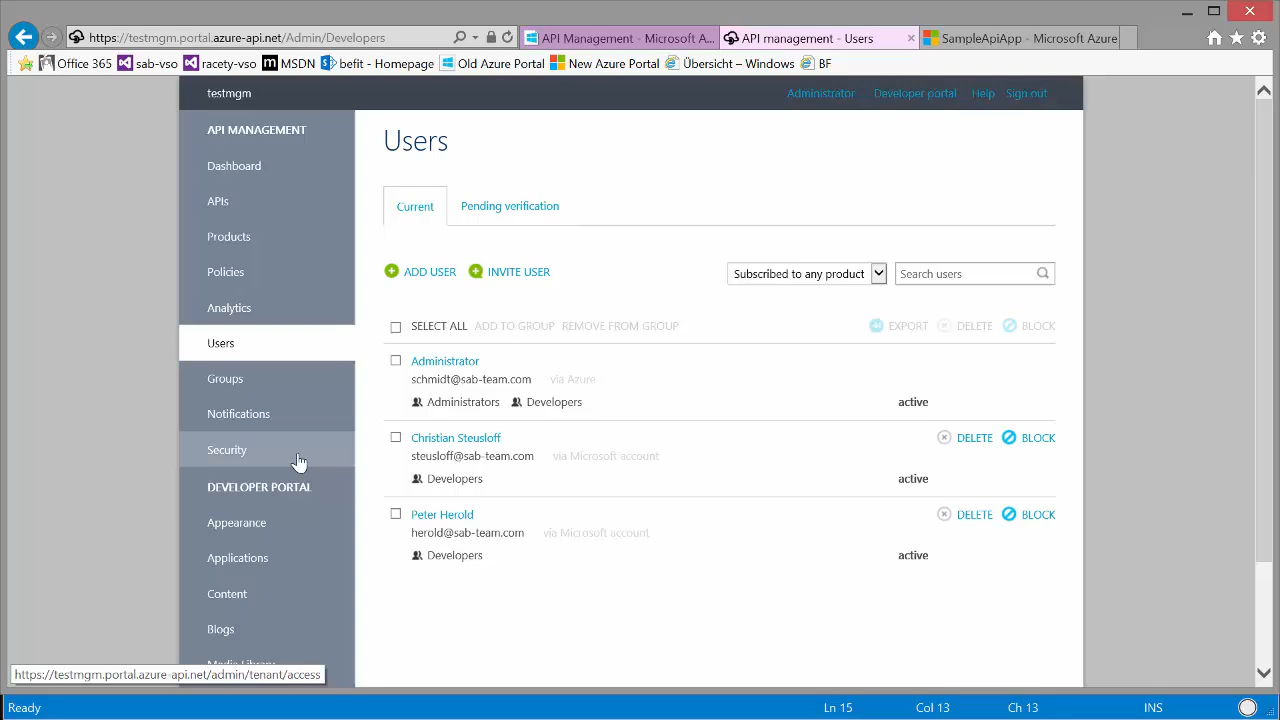 https://testmgm.portal.azure-api.net/Admin/Developers
API Management - Microsoft A...
API management - Users
SampleApiApp - Microsoft Azure
Office 365
sab-vso
racety-vso
MSDN
befit - Homepage
Old Azure Portal
New Azure Portal
Übersicht – Windows
BF
testmgm
Administrator
Developer portal
Help
Sign out
API MANAGEMENT
Dashboard
APIs
Products
Policies
Analytics
Users
Groups
Notifications
Security
DEVELOPER PORTAL
Appearance
Applications
Content
Blogs
Media Library
Users
Current
Pending verification
ADD USER
INVITE USER
Subscribed to any product
Search users
SELECT ALL ADD TO GROUP REMOVE FROM GROUP
EXPORT DELETE BLOCK
Administrator
schmidt@sab-team.com via Azure
Administrators Developers active
Christian Steusloff DELETE BLOCK
steusloff@sab-team.com via Microsoft account
Developers active
Peter Herold DELETE BLOCK
herold@sab-team.com via Microsoft account
Developers active
https://testmgm.portal.azure-api.net/admin/tenant/access
Ready Ln 15 Col 13 Ch 13 INS